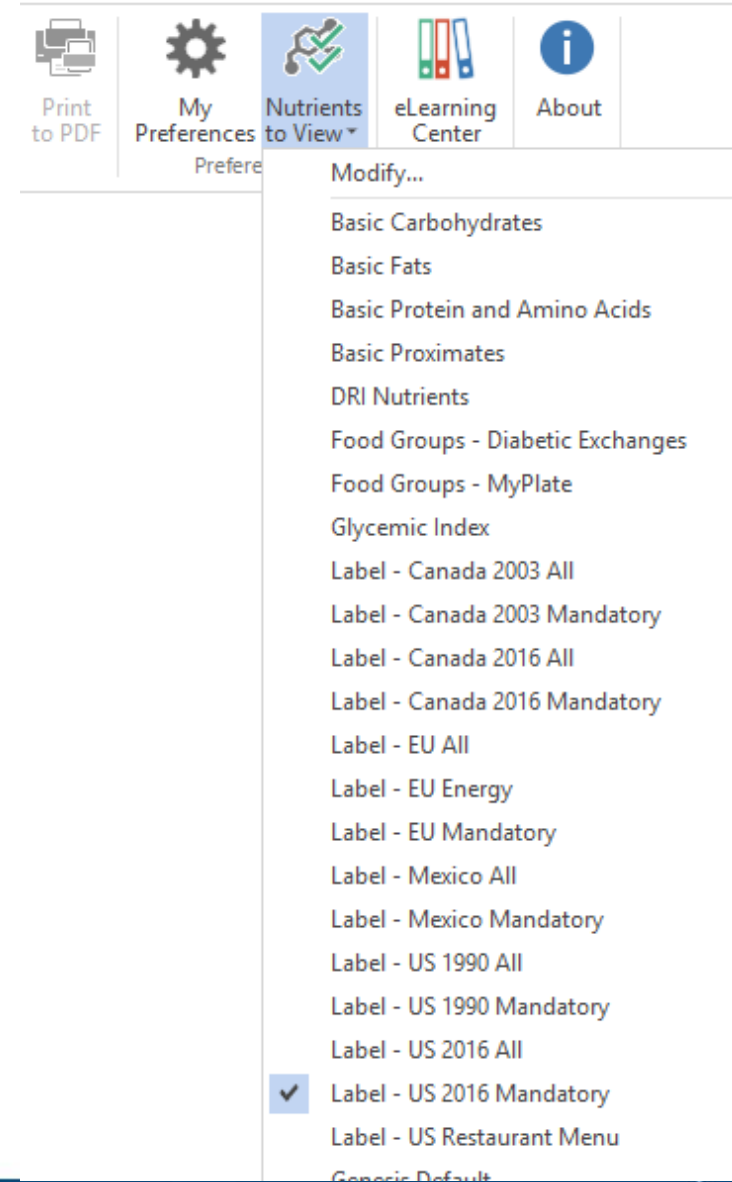 Print
to PDF
My
Preferences
Nutrients
to View
eLearning
Center
About
Prefere
Modify...
Basic Carbohydrates
Basic Fats
Basic Protein and Amino Acids
Basic Proximates
DRI Nutrients
Food Groups - Diabetic Exchanges
Food Groups - MyPlate
Glycemic Index
Label - Canada 2003 All
Label - Canada 2003 Mandatory
Label - Canada 2016 All
Label - Canada 2016 Mandatory
Label - EU All
Label - EU Energy
Label - EU Mandatory
Label - Mexico All
Label - Mexico Mandatory
Label - US 1990 All
Label - US 1990 Mandatory
Label - US 2016 All
Label - US 2016 Mandatory
Label - US Restaurant Menu
Genesis Default